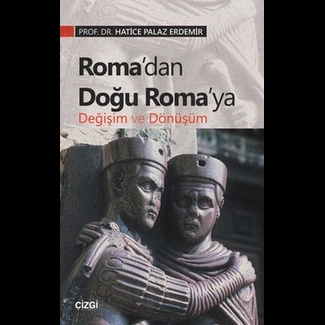 PROF. DR. HATİCE PALAZ ERDEMİR
Roma'dan
Doğu Roma'ya
Değişim ve Dönüşüm
ÇİZGİ